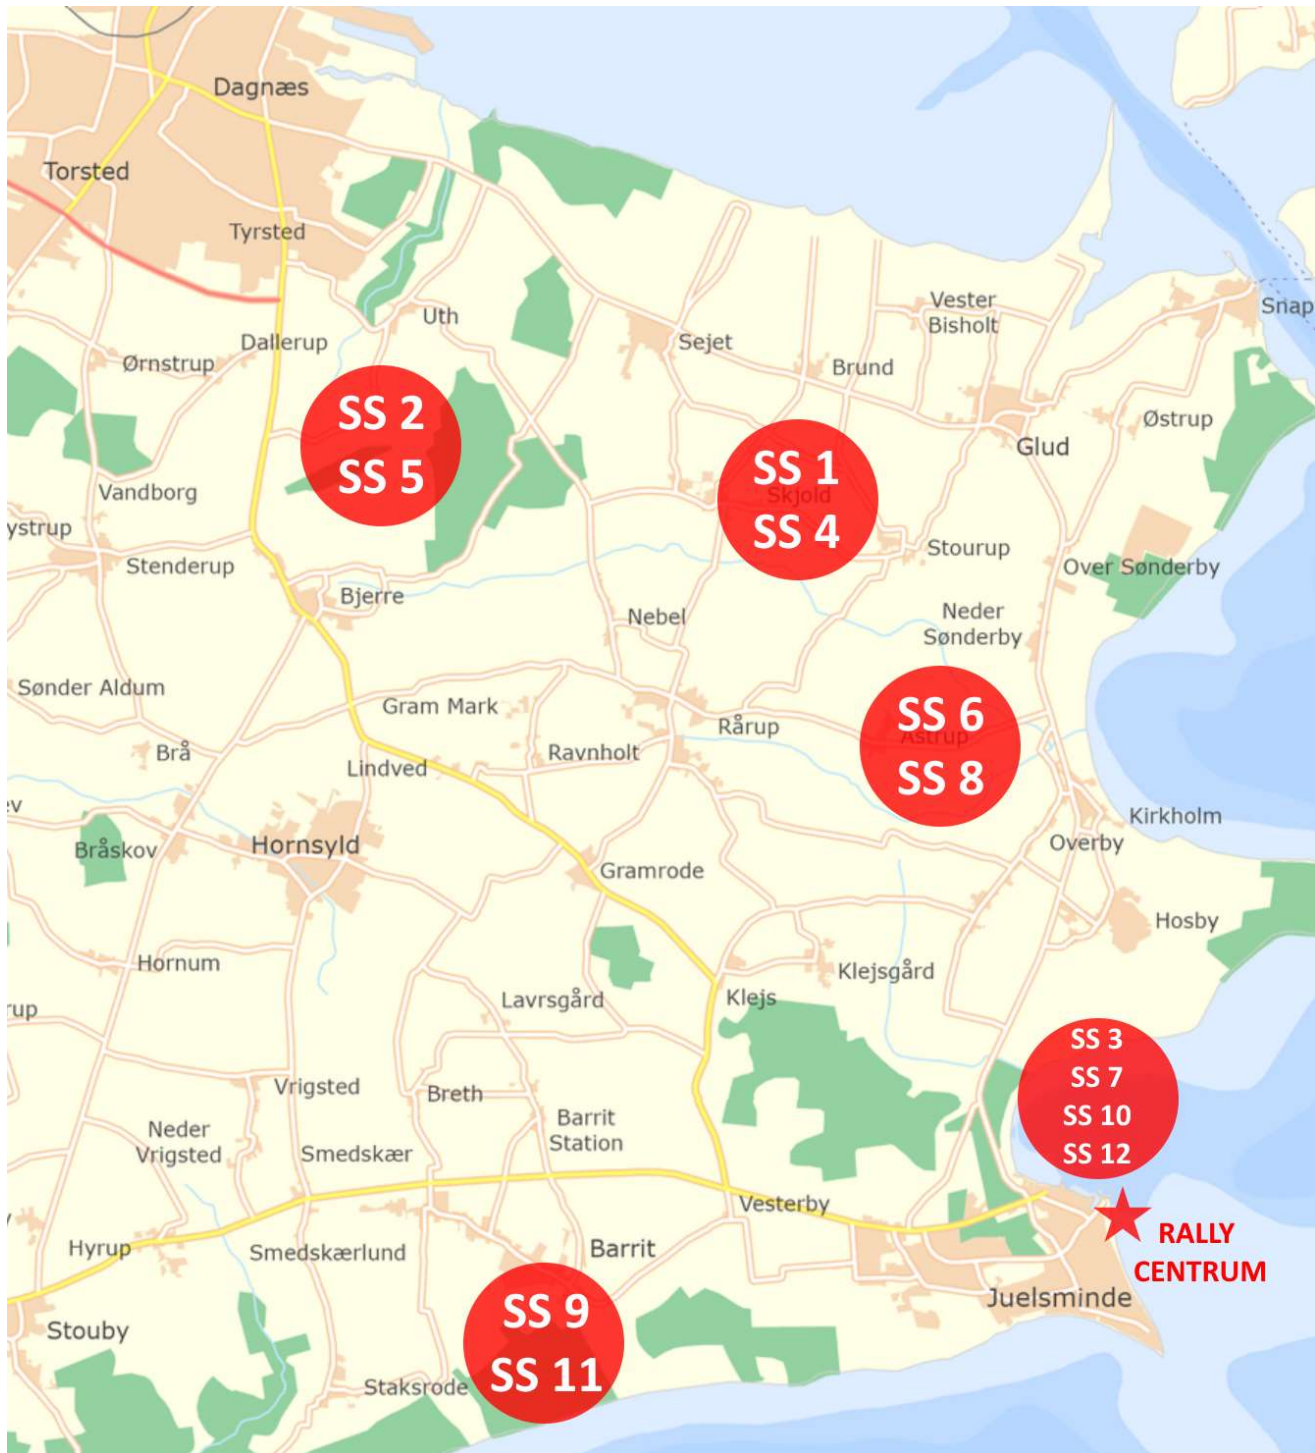 Dagnæs
Torsted
Tyrsted
Uth
Dallerup
Ørnstrup
Sejet
Vester
Bisholt
Snap
Brund
Østrup
Glud
SS 2
SS 5
SS 1
Skjold
SS 4
Vandborg
ystrup
Stenderup
Stourup
Over Sønderby
Bjerre
Nebel
Neder
Sønderby
Sønder Aldum
Gram Mark
Rårup
SS 6
Astrup
SS 8
Brå
Lindved
Ravnholt
ev
Bråskov
Hornsyld
Gramrode
Kirkholm
Overby
Hosby
Hornum
Klejsgård
Klejs
Lavrsgård
rup
SS 3
SS 7
SS 10
SS 12
Vrigsted
Breth
Barrit
Station
Neder
Vrigsted
Smedskær
Vesterby
RALLY
CENTRUM
Hyrup
Smedskærlund
Barrit
Juelsminde
SS 9
SS 11
Stouby
Staksrode